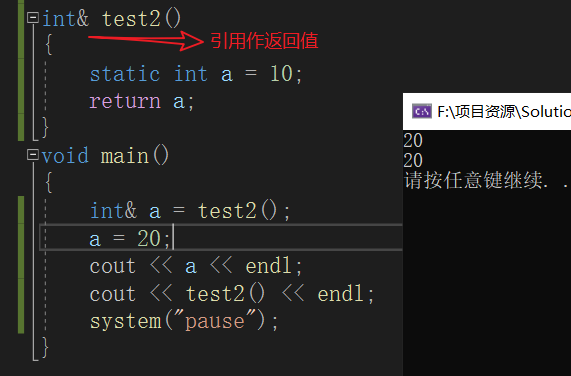 int& test2()
引用作返回值
{
static int a = 10;
return a;
}
void main()
{
int& a = test2();
a = 20;
cout << a << endl;
cout << test2() << endl;
system("pause");
}
C:\
F:\项目资源\Solutio
20
20
请按任意键继续. .